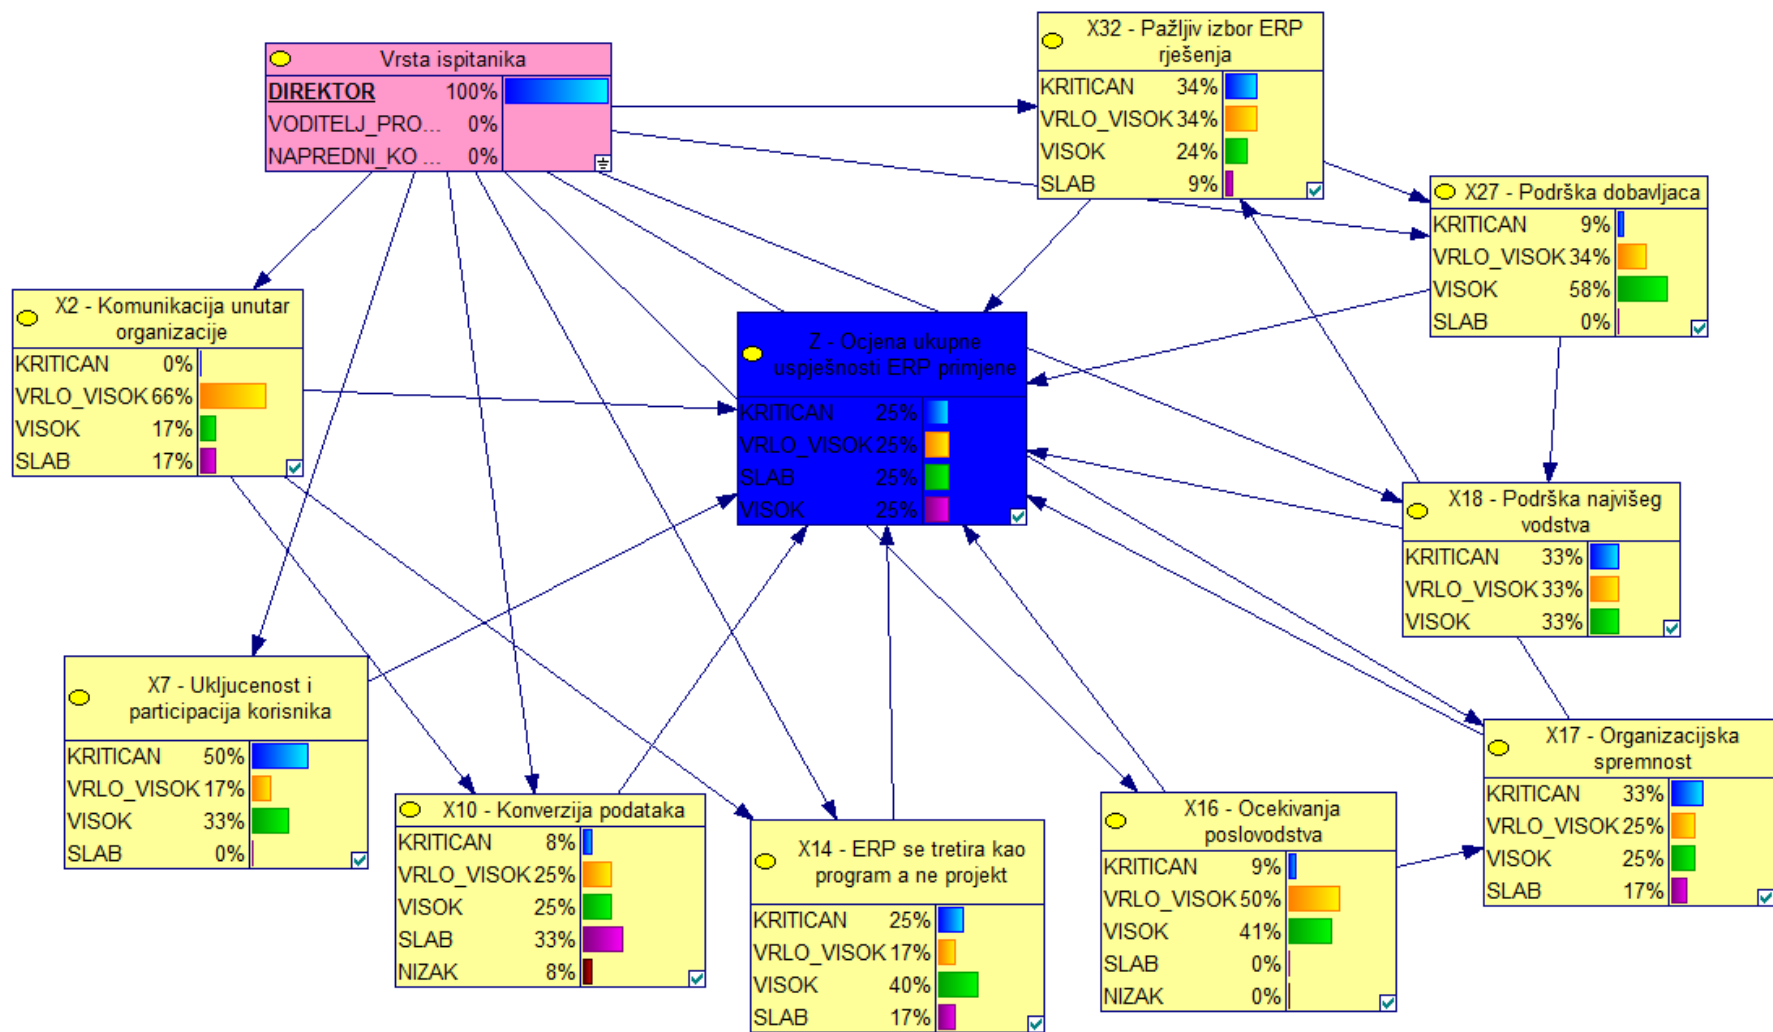 Vrsta ispitanika
DIREKTOR 100%
VODITELJ_PRO... 0%
NAPREDNI_KO ... 0%
X32 - Pažljiv izbor ERP
rješenja
KRITICAN 34%
VRLO_VISOK 34%
VISOK 24%
SLAB 9%
X27 - Podrška dobavljaca
KRITICAN 9%
VRLO_VISOK 34%
VISOK 58%
SLAB 0%
X2 - Komunikacija unutar
organizacije
KRITICAN 0%
VRLO_VISOK 66%
VISOK 17%
SLAB 17%
Z - Ocjena ukupne
uspješnosti ERP primjene
KRITICAN 25%
VRLO_VISOK 25%
SLAB 25%
VISOK 25%
X18 - Podrška najvišeg
vodstva
KRITICAN 33%
VRLO_VISOK 33%
VISOK 33%
X7 - Ukljucenost i
participacija korisnika
KRITICAN 50%
VRLO_VISOK 17%
VISOK 33%
SLAB 0%
X10 - Konverzija podataka
KRITICAN 8%
VRLO_VISOK 25%
VISOK 25%
SLAB 33%
NIZAK 8%
X14 - ERP se tretira kao
program a ne projekt
KRITICAN 25%
VRLO_VISOK 17%
VISOK 40%
SLAB 17%
X16 - Ocekivanja
poslovodstva
KRITICAN 9%
VRLO_VISOK 50%
VISOK 41%
SLAB 0%
NIZAK 0%
X17 - Organizacijska
spremnost
KRITICAN 33%
VRLO_VISOK 25%
VISOK 25%
SLAB 17%